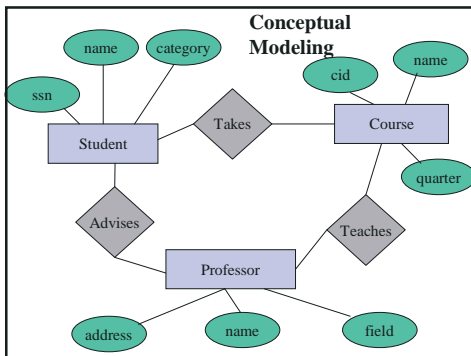 Conceptual
Modeling
name
category
name
cid
ssn
Takes
Course
Student
quarter
Advises
Teaches
Professor
address
name
field